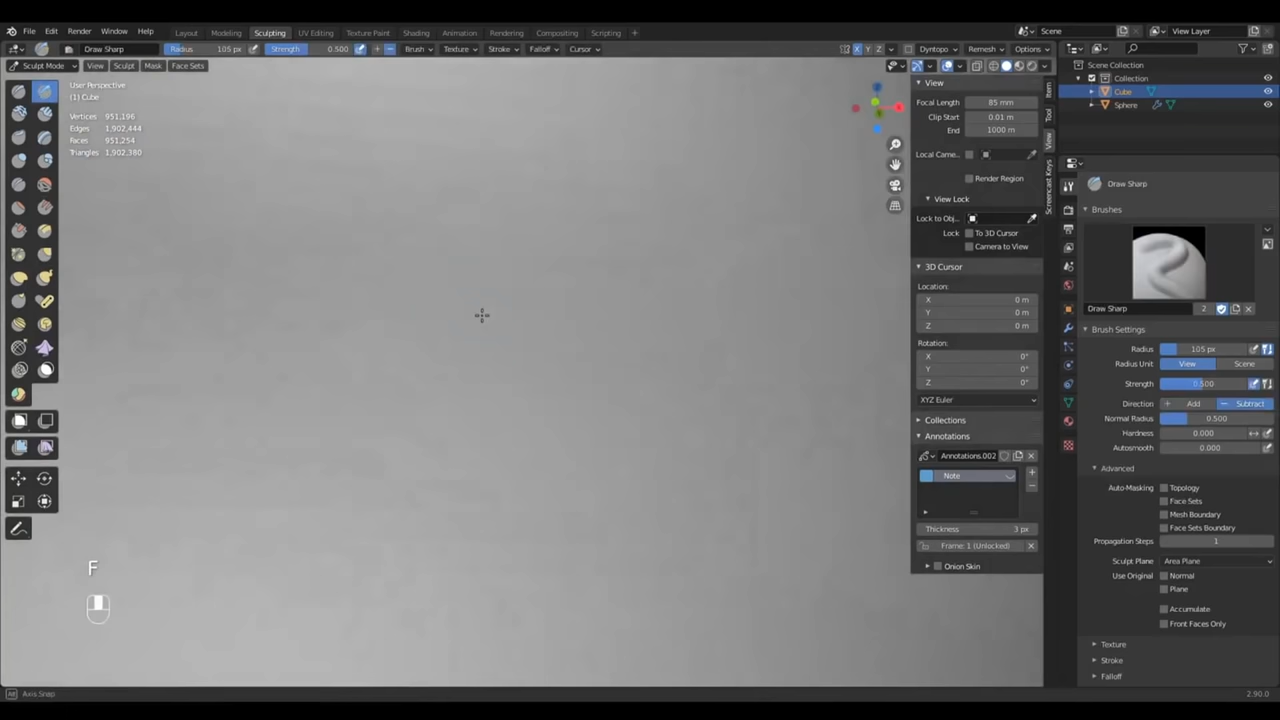 File Edit Render Window Help Layout Modeling Sculpting UV Editing Texture Paint Shading Animation Rendering Compositing Scripting + Scene View Layer
Draw Sharp Radius 105 px Strength 0.500 + − Brush Texture Stroke Falloff Cursor X Y Z Dyntopo Remesh Options
Sculpt Mode View Sculpt Mask Face Sets
User Perspective
(1) Cube
Vertices 951,196
Edges 1,902,444
Faces 951,254
Triangles 1,902,380
F
Axis Snap
View
Focal Length 85 mm
Clip Start 0.01 m
End 1000 m
Local Came..
Render Region
View Lock
Lock to Obj..
Lock To 3D Cursor
Camera to View
3D Cursor
Location:
X 0 m
Y 0 m
Z 0 m
Rotation:
X 0°
Y 0°
Z 0°
XYZ Euler
Collections
Annotations
Annotations.002
Note
Thickness 3 px
Frame: 1 (Unlocked)
Onion Skin
Item
Tool
View
Screencast Keys
Scene Collection
Collection
Cube
Sphere
Draw Sharp
Brushes
Draw Sharp 2
Brush Settings
Radius 105 px
Radius Unit View Scene
Strength 0.500
Direction + Add − Subtract
Normal Radius 0.500
Hardness 0.000
Autosmooth 0.000
Advanced
Auto-Masking Topology
Face Sets
Mesh Boundary
Face Sets Boundary
Propagation Steps 1
Sculpt Plane Area Plane
Use Original Normal
Plane
Accumulate
Front Faces Only
Texture
Stroke
Falloff
2.90.0